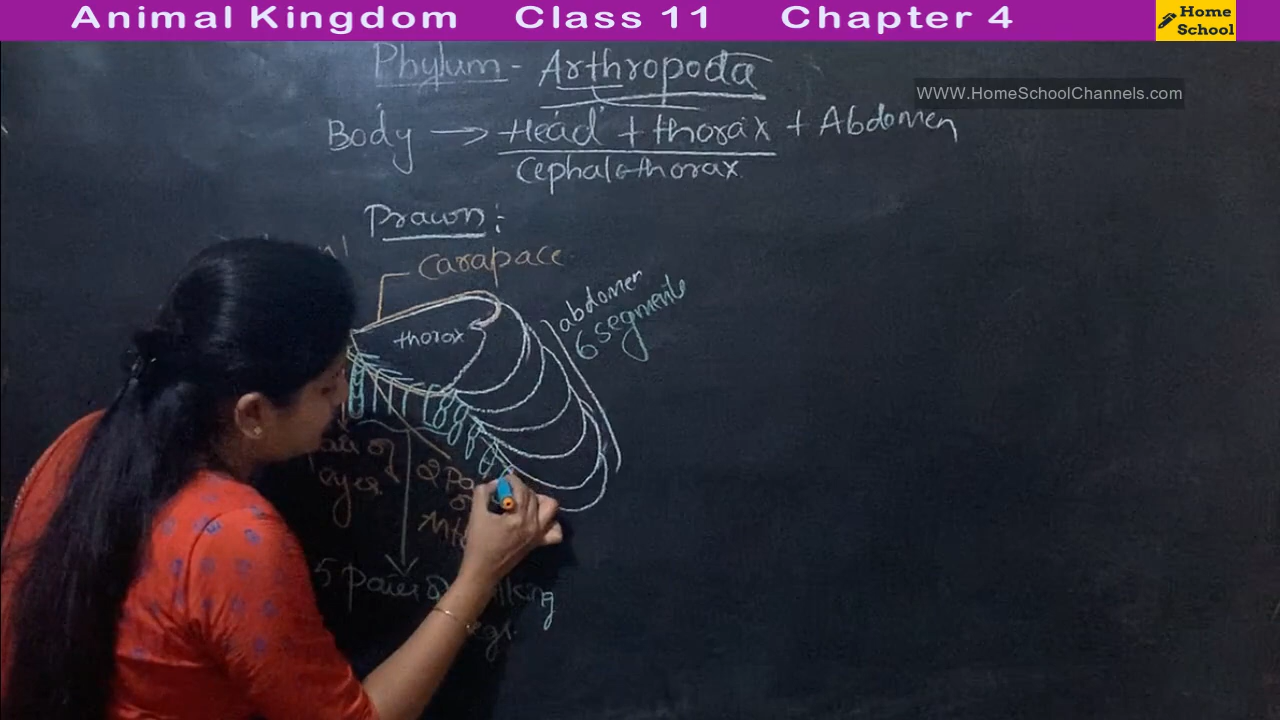 Animal Kingdom Class 11 Chapter 4
Home School
WWW.HomeSchoolChannels.com
Phylum - Arthropoda
Body → Head + thorax + Abdomen
Cephalothorax
Prawn :
Carapace
abdomen
6 segments
thorax
of
eyes
2
5 pairs